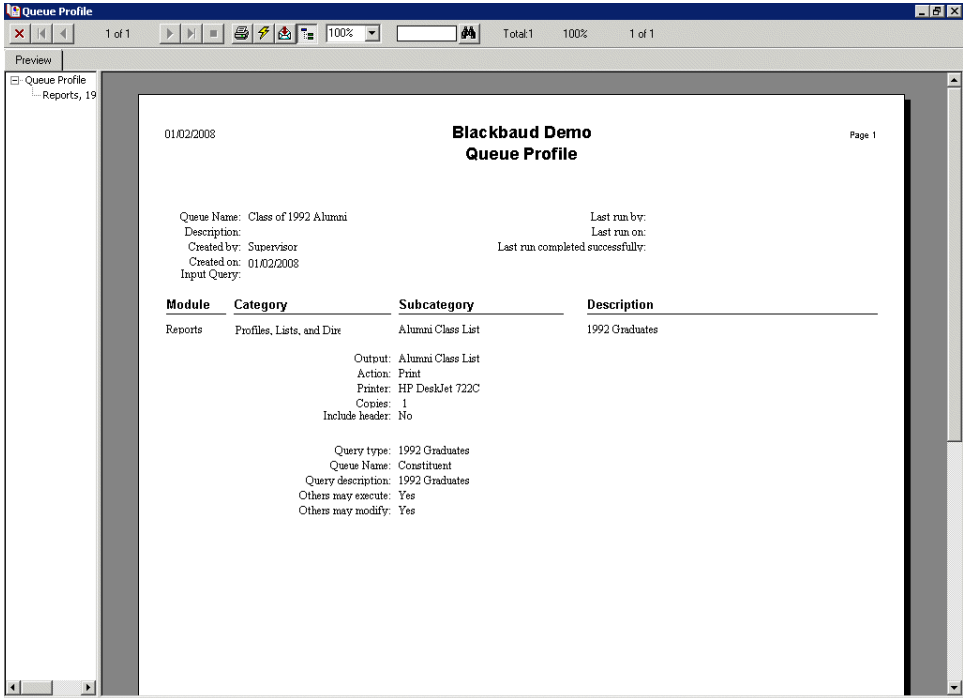 Queue Profile
1 of 1
100%
Total:1 100% 1 of 1
Preview
Queue Profile
Reports, 19
01/02/2008
Blackbaud Demo
Page 1
Queue Profile
Queue Name: Class of 1992 Alumni
Last run by:
Description:
Last run on:
Created by: Supervisor
Last run completed successfully:
Created on: 01/02/2008
Input Query:
Module Category Subcategory Description
Reports Profiles, Lists, and Dire Alumni Class List 1992 Graduates
Output: Alumni Class List
Action: Print
Printer: HP DeskJet 722C
Copies: 1
Include header: No
Query type: 1992 Graduates
Queue Name: Constituent
Query description: 1992 Graduates
Others may execute: Yes
Others may modify: Yes